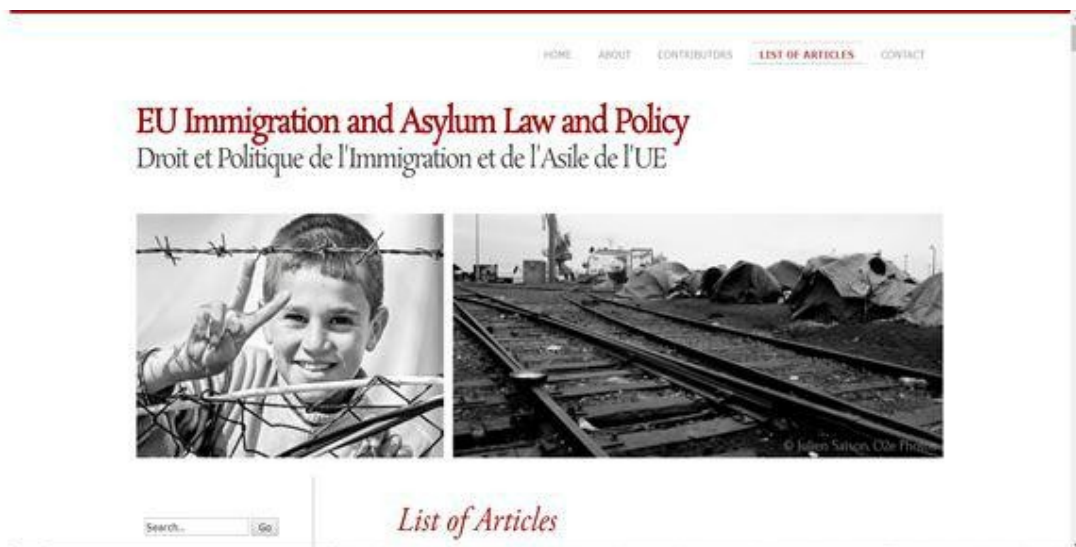 HOME ABOUT CONTRIBUTORS LIST OF ARTICLES CONTACT
EU Immigration and Asylum Law and Policy
Droit et Politique de l'Immigration et de l'Asile de l'UE
© Julien Saison, O2e Photo
Search... Go
List of Articles